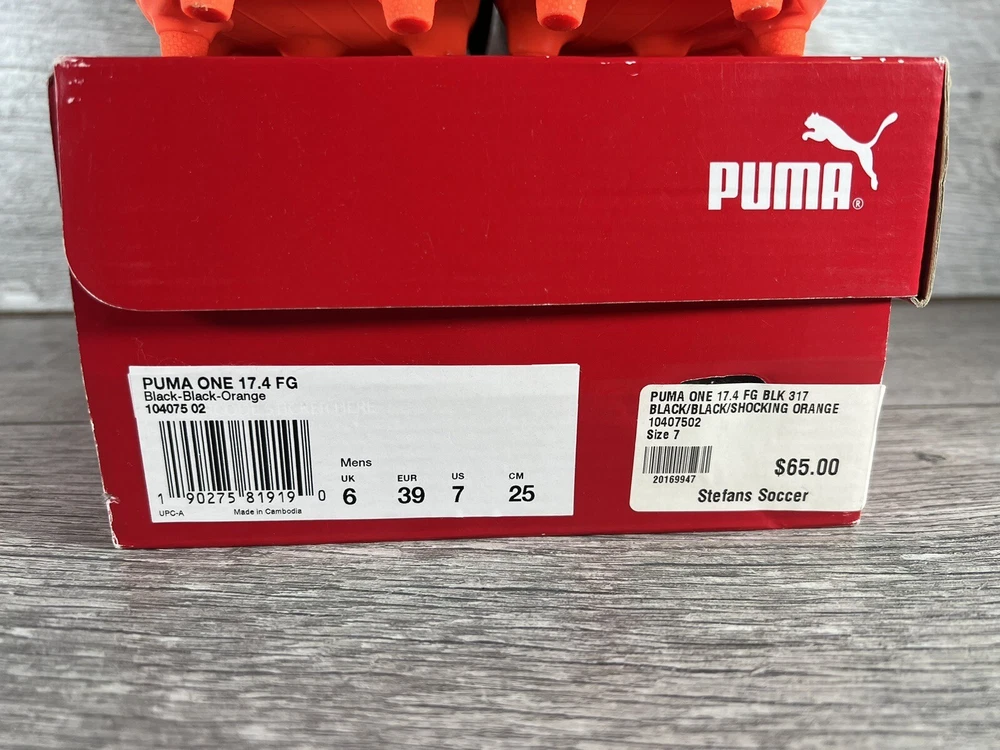 PUMA®
PUMA ONE 17.4 FG
Black-Black-Orange
104075 02
Mens
UK EUR US CM
6 39 7 25
1 90275 81919 0
UPC-A Made in Cambodia
PUMA ONE 17.4 FG BLK 317
BLACK/BLACK/SHOCKING ORANGE
10407502
Size 7
20169947
$65.00
Stefans Soccer